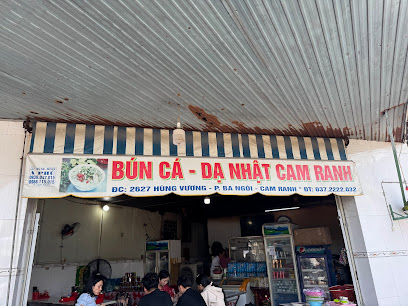 BÚN CÁ - DẠ NHẬT CAM RANH
ĐC: 2627 HÙNG VƯƠNG - P. BA NGÒI - CAM RANH * ĐT: 037.2222.032